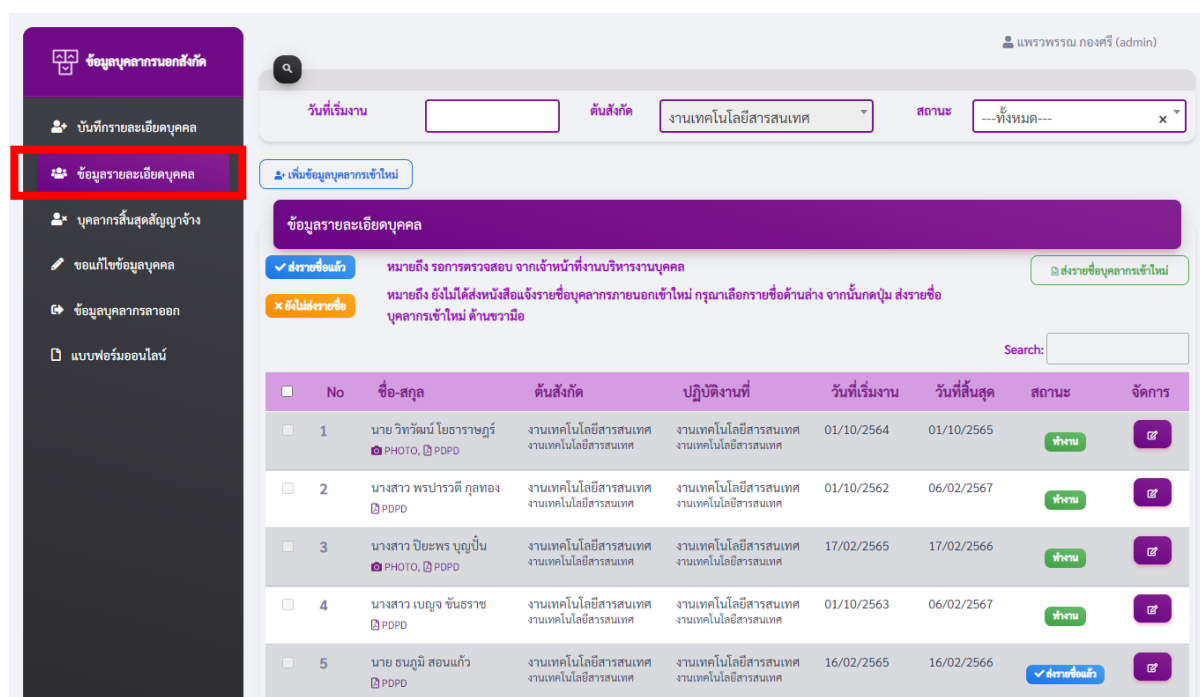 แพรวพรรณ กองศรี (admin)
ข้อมูลบุคลากรนอกสังกัด
วันที่เริ่มงาน
ต้นสังกัด
งานเทคโนโลยีสารสนเทศ
สถานะ
---ทั้งหมด---
×
บันทึกรายละเอียดบุคคล
ข้อมูลรายละเอียดบุคคล
บุคลากรสิ้นสุดสัญญาจ้าง
ขอแก้ไขข้อมูลบุคคล
ข้อมูลบุคลากรลาออก
แบบฟอร์มออนไลน์
เพิ่มข้อมูลบุคลากรเข้าใหม่
ข้อมูลรายละเอียดบุคคล
ส่งรายชื่อแล้ว หมายถึง รอการตรวจสอบ จากเจ้าหน้าที่งานบริหารงานบุคคล
ส่งรายชื่อบุคลากรเข้าใหม่
ยังไม่ส่งรายชื่อ หมายถึง ยังไม่ได้ส่งหนังสือแจ้งรายชื่อบุคลากรภายนอกเข้าใหม่ กรุณาเลือกรายชื่อด้านล่าง จากนั้นกดปุ่ม ส่งรายชื่อ
บุคลากรเข้าใหม่ ด้านขวามือ
Search:
No ชื่อ-สกุล ต้นสังกัด ปฏิบัติงานที่ วันที่เริ่มงาน วันที่สิ้นสุด สถานะ จัดการ
1 นาย วิทวัฒน์ โยธาราษฎร์ งานเทคโนโลยีสารสนเทศ งานเทคโนโลยีสารสนเทศ 01/10/2564 01/10/2565 ทำงาน
PHOTO, PDPD งานเทคโนโลยีสารสนเทศ งานเทคโนโลยีสารสนเทศ
2 นางสาว พรปารวตี กุลทอง งานเทคโนโลยีสารสนเทศ งานเทคโนโลยีสารสนเทศ 01/10/2562 06/02/2567 ทำงาน
PDPD งานเทคโนโลยีสารสนเทศ งานเทคโนโลยีสารสนเทศ
3 นางสาว ปิยะพร บุญปั๋น งานเทคโนโลยีสารสนเทศ งานเทคโนโลยีสารสนเทศ 17/02/2565 17/02/2566 ทำงาน
PHOTO, PDPD งานเทคโนโลยีสารสนเทศ งานเทคโนโลยีสารสนเทศ
4 นางสาว เบญจ ขันธราช งานเทคโนโลยีสารสนเทศ งานเทคโนโลยีสารสนเทศ 01/10/2563 06/02/2567 ทำงาน
PDPD งานเทคโนโลยีสารสนเทศ งานเทคโนโลยีสารสนเทศ
5 นาย ธนภูมิ สอนแก้ว งานเทคโนโลยีสารสนเทศ งานเทคโนโลยีสารสนเทศ 16/02/2565 16/02/2566 ส่งรายชื่อแล้ว
PDPD งานเทคโนโลยีสารสนเทศ งานเทคโนโลยีสารสนเทศ